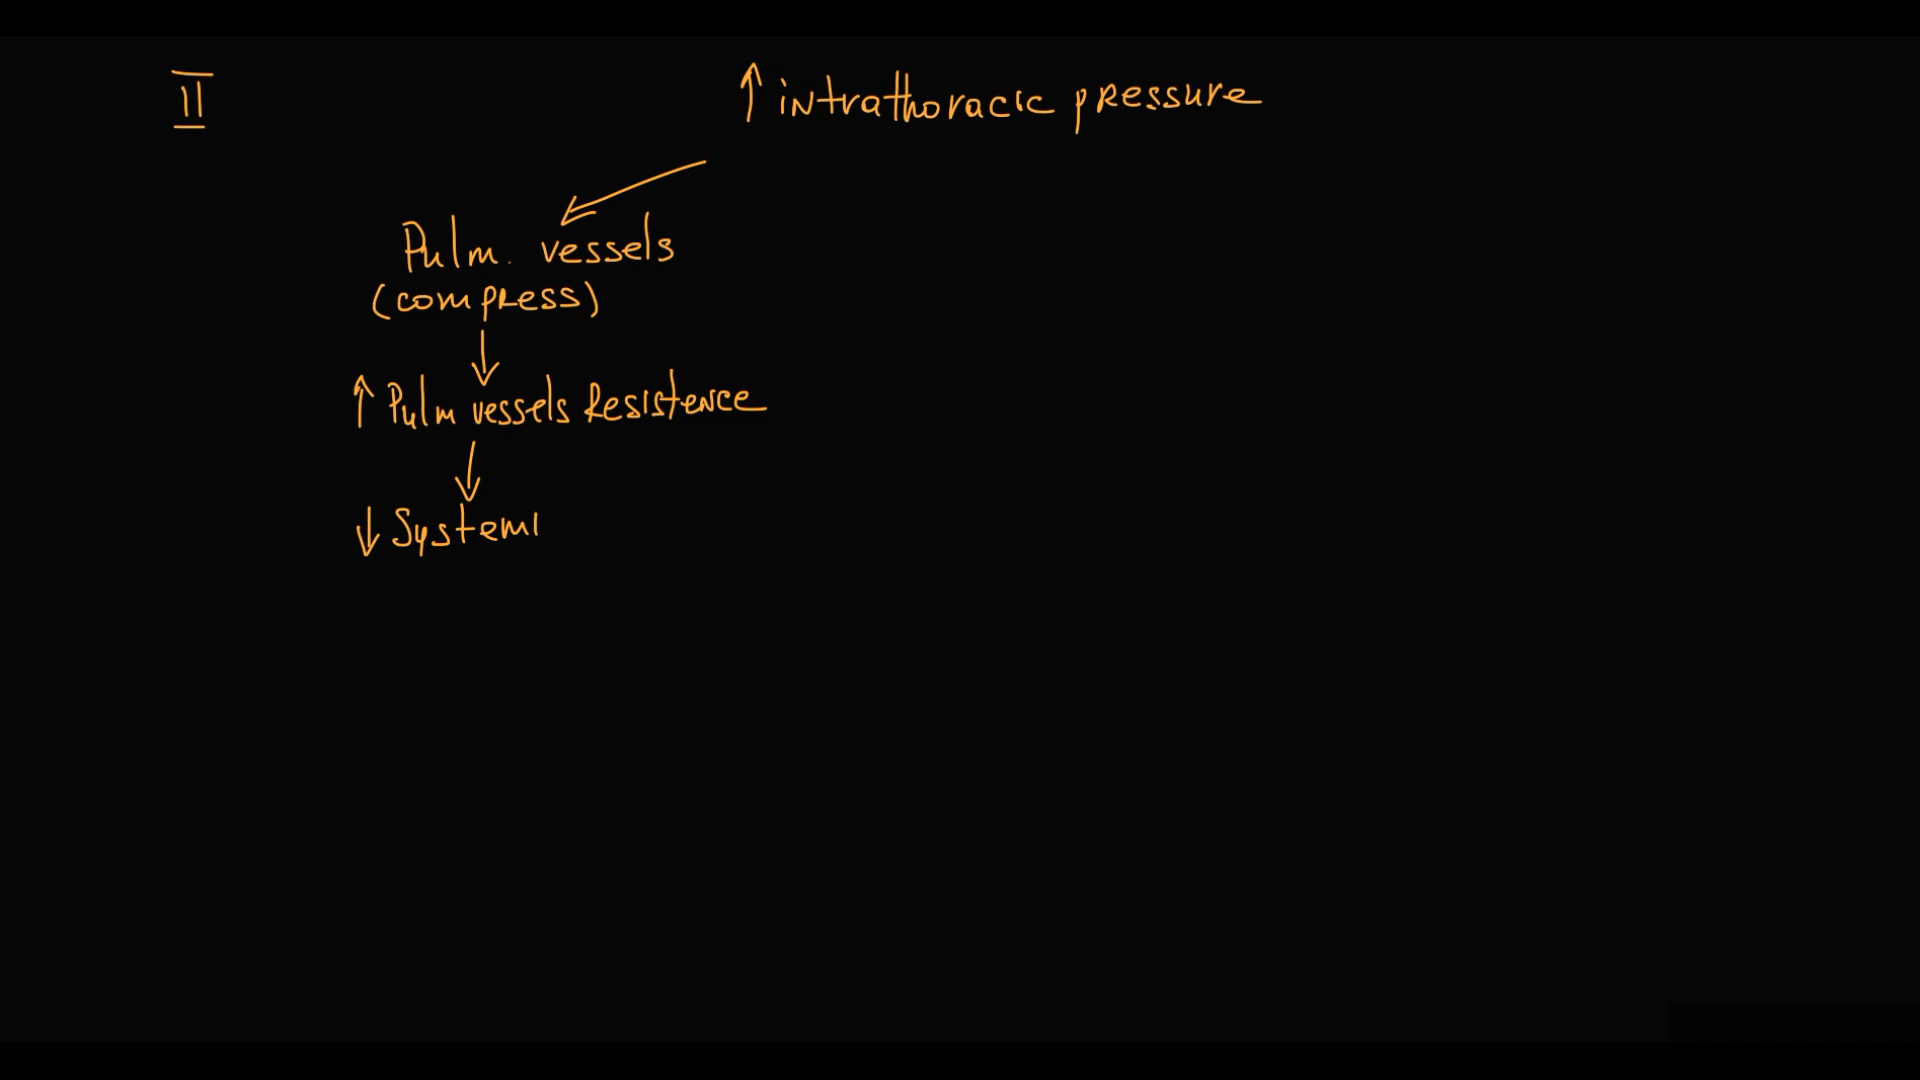 II
↑ intrathoracic pressure
Pulm. vessels
(compress)
↑ Pulm vessels Resistence
↓ Systemi